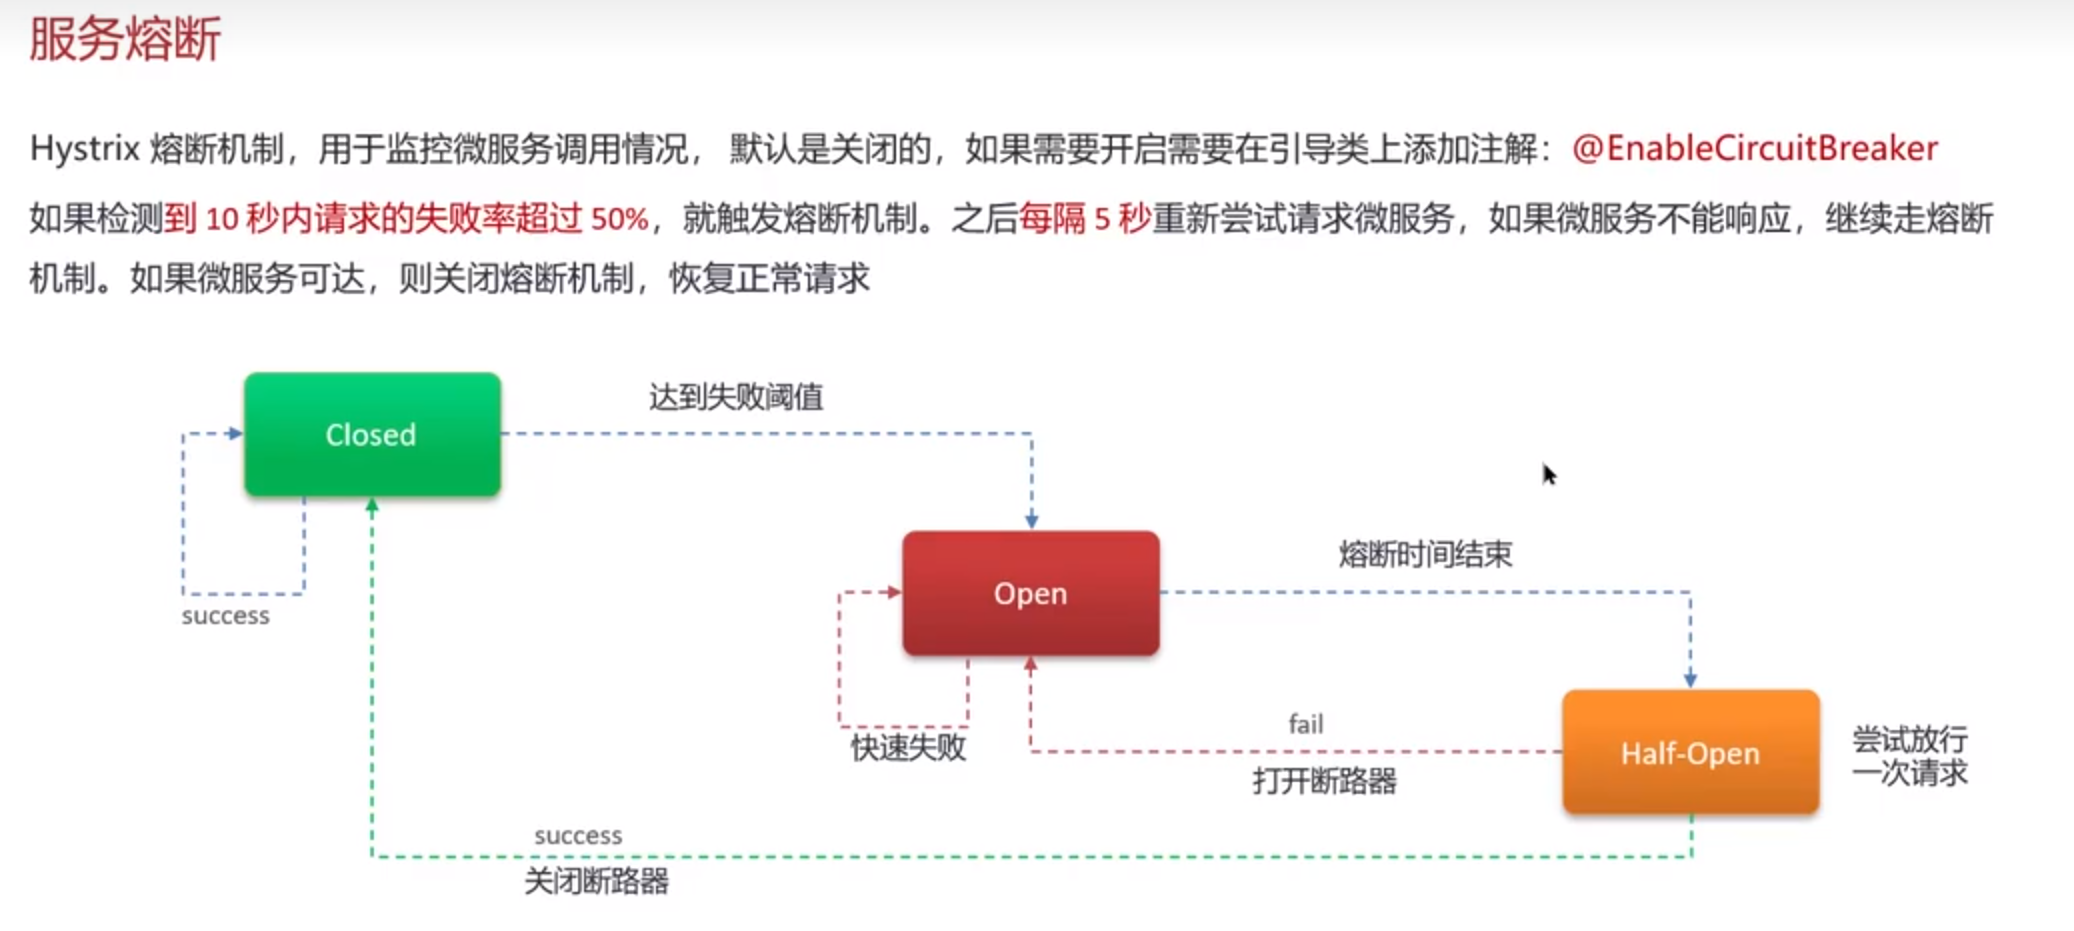 服务熔断
Hystrix 熔断机制，用于监控微服务调用情况， 默认是关闭的，如果需要开启需要在引导类上添加注解：@EnableCircuitBreaker
如果检测到 10 秒内请求的失败率超过 50%，就触发熔断机制。之后每隔 5 秒重新尝试请求微服务，如果微服务不能响应，继续走熔断
机制。如果微服务可达，则关闭熔断机制，恢复正常请求
达到失败阈值
Closed
熔断时间结束
Open
success
fail
尝试放行
一次请求
Half-Open
快速失败
打开断路器
success
关闭断路器